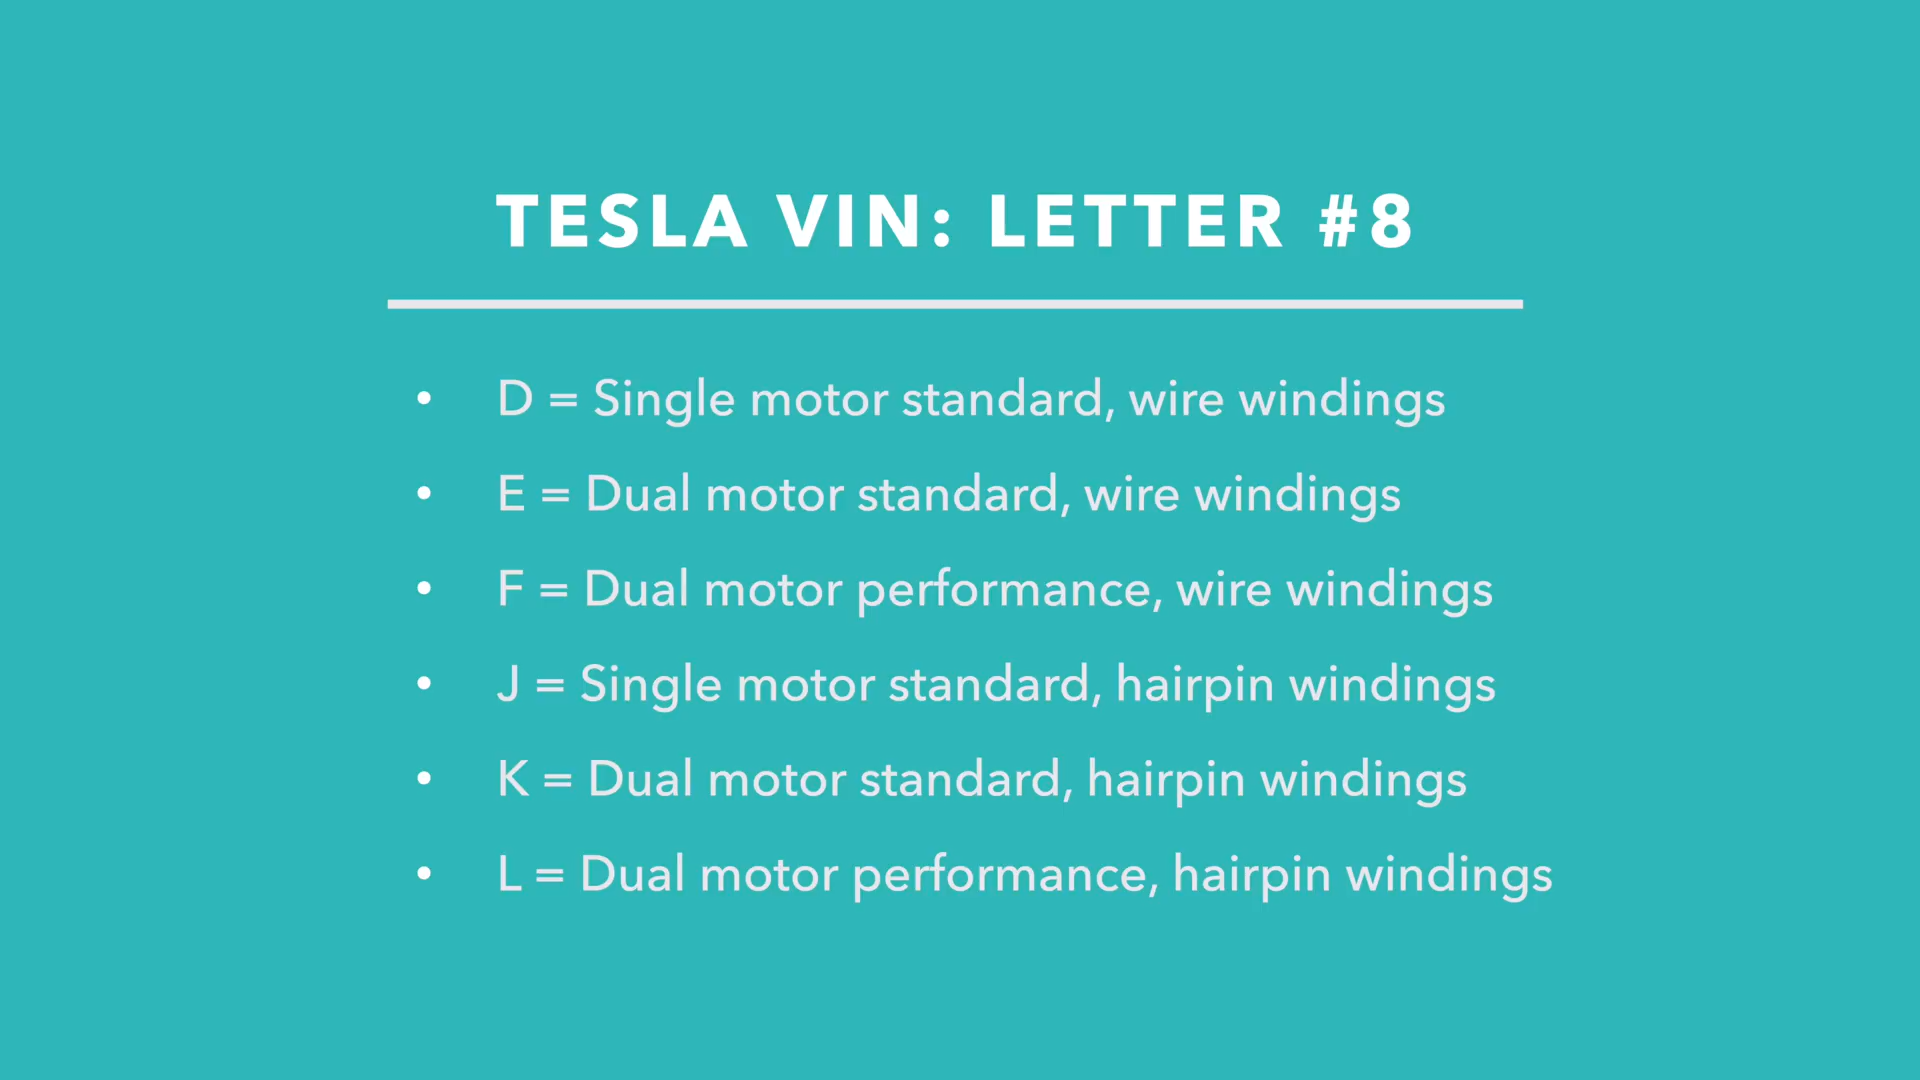 TESLA VIN: LETTER #8
• D = Single motor standard, wire windings
• E = Dual motor standard, wire windings
• F = Dual motor performance, wire windings
• J = Single motor standard, hairpin windings
• K = Dual motor standard, hairpin windings
• L = Dual motor performance, hairpin windings